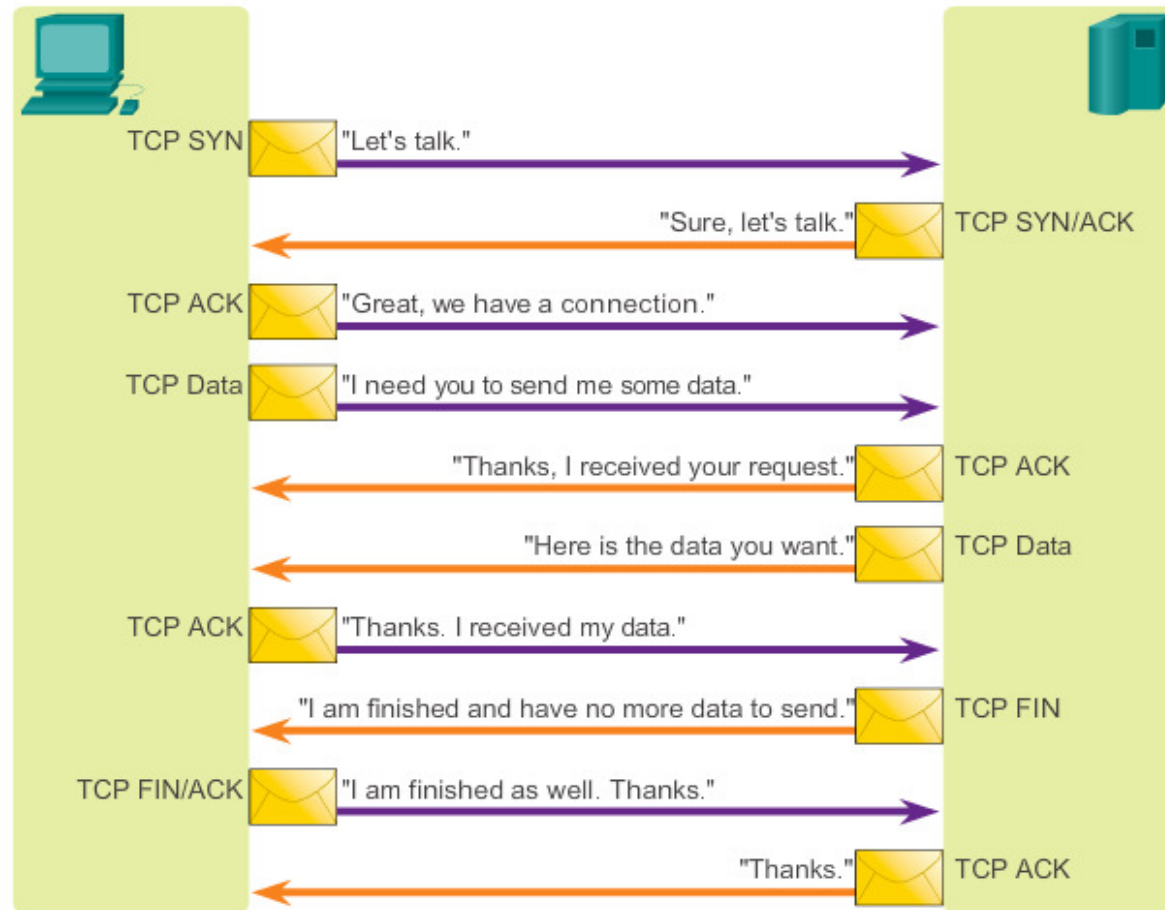 TCP SYN "Let's talk."
"Sure, let's talk." TCP SYN/ACK
TCP ACK "Great, we have a connection."
TCP Data "I need you to send me some data."
"Thanks, I received your request." TCP ACK
"Here is the data you want." TCP Data
TCP ACK "Thanks. I received my data."
"I am finished and have no more data to send." TCP FIN
TCP FIN/ACK "I am finished as well. Thanks."
"Thanks." TCP ACK